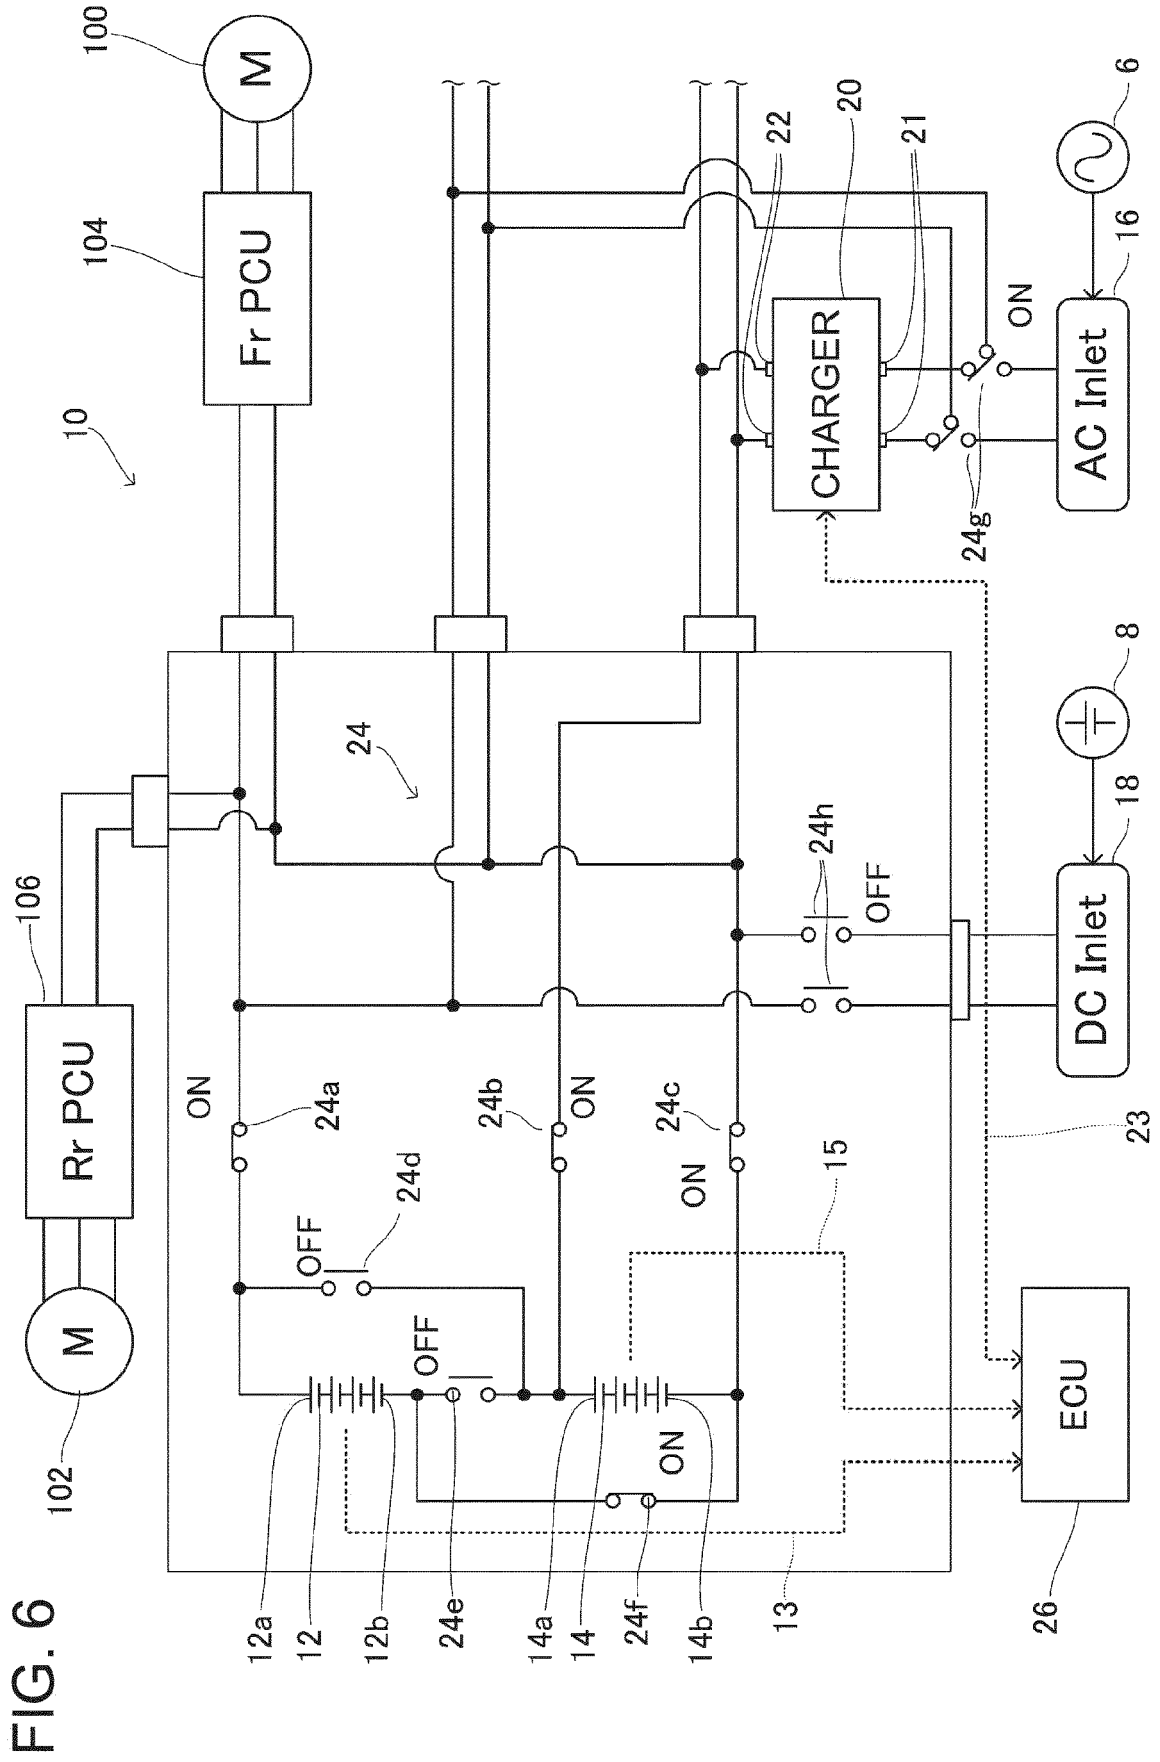 FIG. 6
102
M
Rr PCU
106
10
104
Fr PCU
M
100
12a
12
12b
24e
14a
14
24f
14b
13
OFF
24d
OFF
ON
ON
24a
24b
ON
24c
ON
15
24
24h
OFF
22
20
21
CHARGER
24g
ON
26
ECU
23
DC Inlet
18
8
AC Inlet
16
6